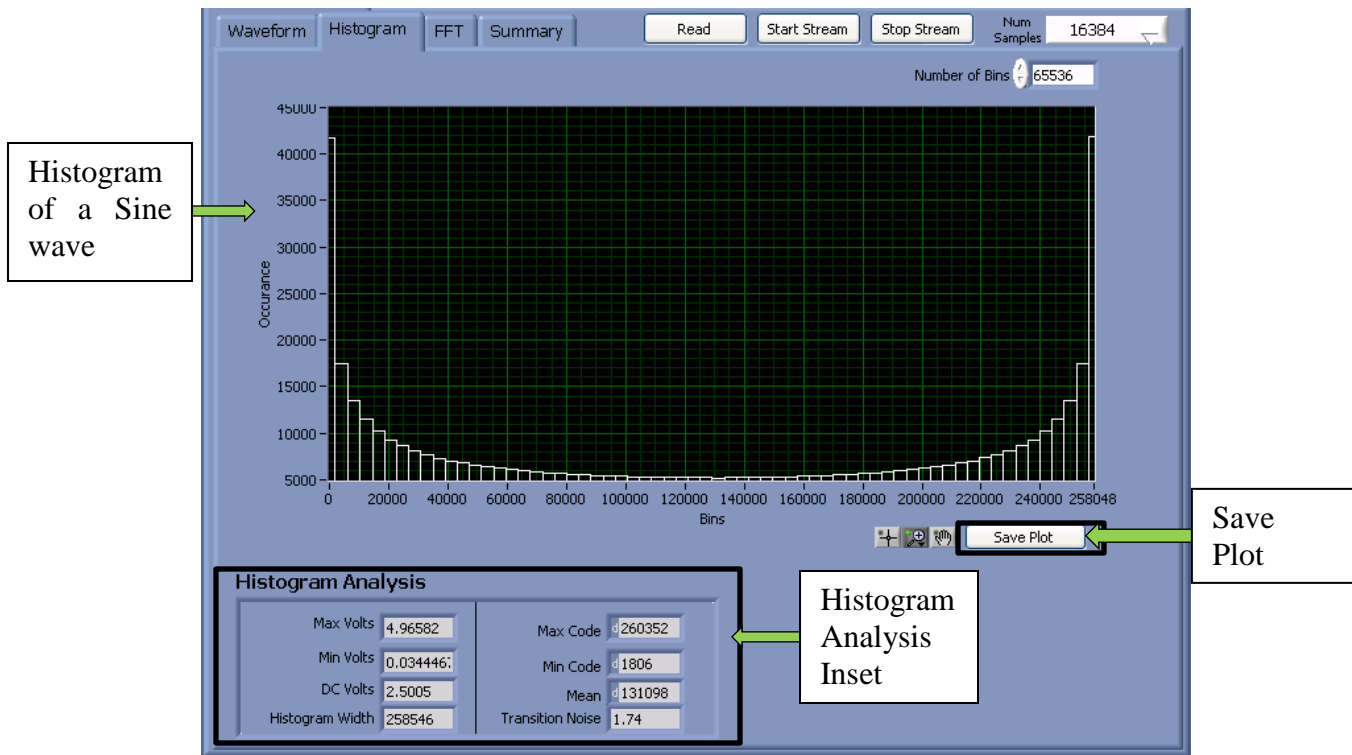 Waveform
Histogram
FFT
Summary
Read
Start Stream
Stop Stream
Num
Samples
16384
Number of Bins
65536
45000
40000
35000
30000
25000
20000
15000
10000
5000
Occurance
0
20000
40000
60000
80000
100000
120000
140000
160000
180000
200000
220000
240000
258048
Bins
Histogram
of a Sine
wave
Save Plot
Save
Plot
Histogram Analysis
Max Volts 4.96582
Min Volts 0.034446
DC Volts 2.5005
Histogram Width 258546
Max Code d 260352
Min Code d 1806
Mean d 131098
Transition Noise 1.74
Histogram
Analysis
Inset